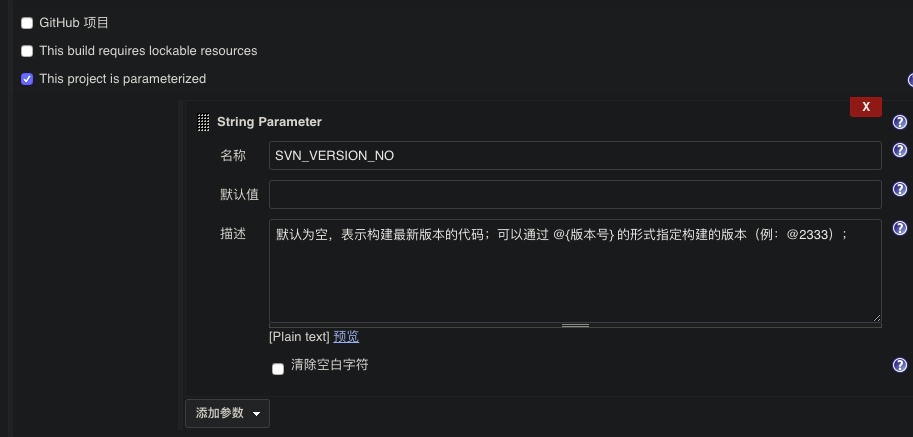 GitHub 项目
This build requires lockable resources
This project is parameterized
X
String Parameter
?
名称
SVN_VERSION_NO
?
默认值
?
描述
默认为空，表示构建最新版本的代码；可以通过 @{版本号} 的形式指定构建的版本（例：@2333）；
?
[Plain text] 预览
清除空白字符
?
添加参数